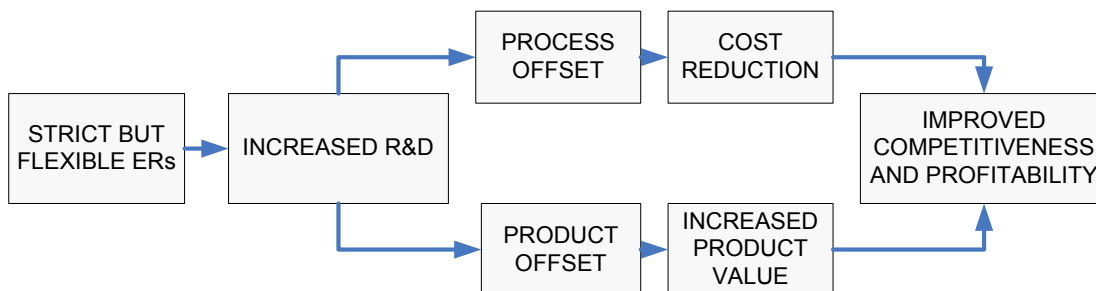 STRICT BUT
FLEXIBLE ERs
INCREASED R&D
PROCESS
OFFSET
COST
REDUCTION
PRODUCT
OFFSET
INCREASED
PRODUCT
VALUE
IMPROVED
COMPETITIVENESS
AND PROFITABILITY